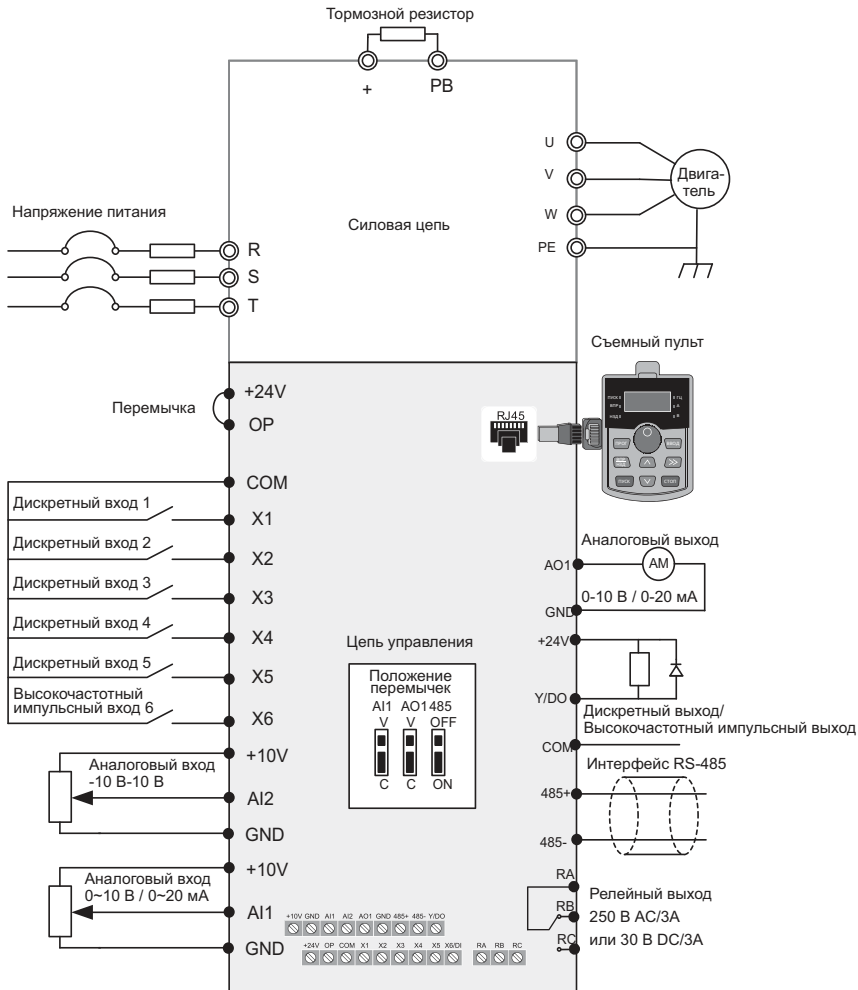 Тормозной резистор
+
PB
U
V
W
PE
Двига-
тель
Напряжение питания
Силовая цепь
R
S
T
Съемный пульт
+24V
OP
Перемычка
RJ45
COM
Дискретный вход 1
X1
Дискретный вход 2
X2
Дискретный вход 3
X3
Дискретный вход 4
X4
Дискретный вход 5
X5
Высокочастотный
импульсный вход 6
X6
Аналоговый выход
AO1
AM
0-10 В / 0-20 мА
GND
+24V
Y/DO
Дискретный выход/
Высокочастотный импульсный выход
COM
Интерфейс RS-485
485+
485-
Цепь управления
Положение
перемычек
AI1 AO1 485
V V OFF
C C ON
+10V
Аналоговый вход
-10 В-10 В
AI2
GND
+10V
Аналоговый вход
0~10 В / 0~20 мА
AI1
GND
RA
RB
RC
Релейный выход
250 В AC/3А
или 30 В DC/3А
+10V GND AI1 AI2 AO1 GND 485+ 485- Y/DO
+24V OP COM X1 X2 X3 X4 X5 X6/DI RA RB RC
ПУСК
СТОП